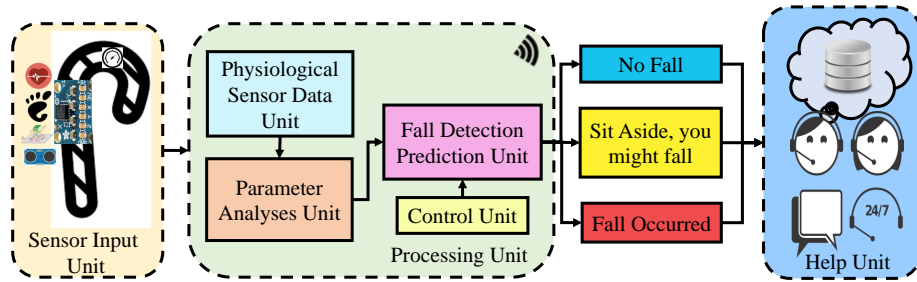 Sensor Input
Unit
Physiological
Sensor Data
Unit
Parameter
Analyses Unit
Fall Detection
Prediction Unit
Control Unit
Processing Unit
No Fall
Sit Aside, you
might fall
Fall Occurred
24/7
Help Unit